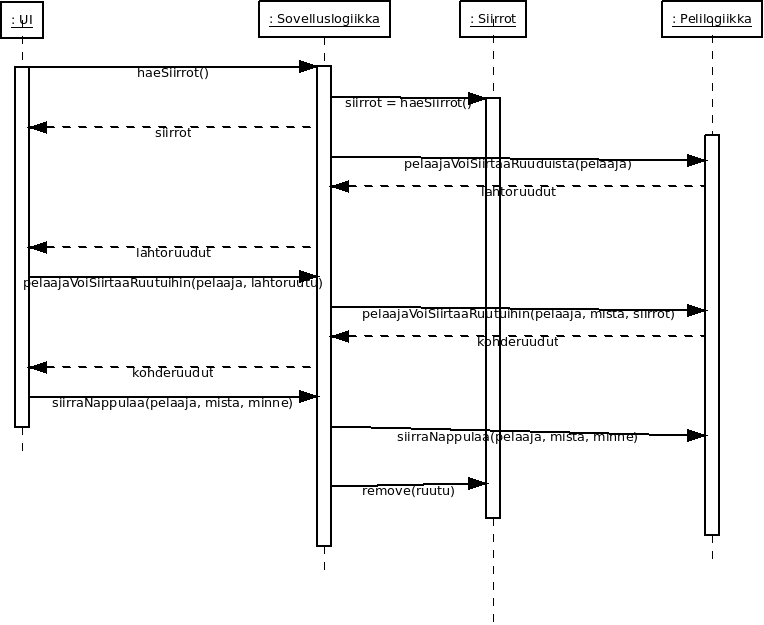 : UI
: Sovelluslogiikka
: Siirrot
: Pelilogiikka
haeSiirrot()
siirrot = haeSiirrot()
siirrot
pelaajaVoiSiirtaaRuuduista(pelaaja)
lahtoruudut
lahtoruudut
pelaajaVoiSiirtaaRuutuihin(pelaaja, lahtoruutu)
pelaajaVoiSiirtaaRuutuihin(pelaaja, mista, siirrot)
kohderuudut
kohderuudut
siirraNappulaa(pelaaja, mista, minne)
siirraNappulaa(pelaaja, mista, minne)
remove(ruutu)